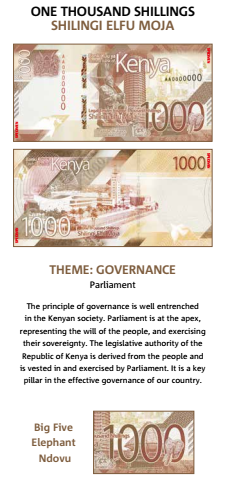 ONE THOUSAND SHILLINGS
SHILINGI ELFU MOJA
Kenya
AA0000000
AA0000000
1000
Kenya
1000
1000
THEME: GOVERNANCE
Parliament
The principle of governance is well entrenched
in the Kenyan society. Parliament is at the apex,
representing the will of the people, and exercising
their sovereignty. The legislative authority of the
Republic of Kenya is derived from the people and
is vested in and exercised by Parliament. It is a key
pillar in the effective governance of our country.
Big Five
Elephant
Ndovu
1000